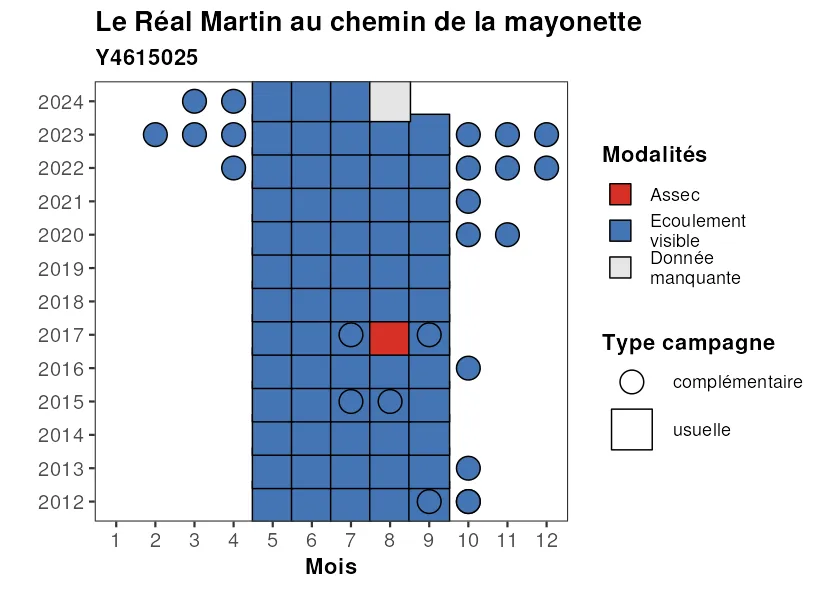 Le Réal Martin au chemin de la mayonette
Y4615025
2024
2023
2022
2021
2020
2019
2018
2017
2016
2015
2014
2013
2012
1 2 3 4 5 6 7 8 9 10 11 12
Mois
Modalités
Assec
Ecoulement
visible
Donnée
manquante
Type campagne
complémentaire
usuelle